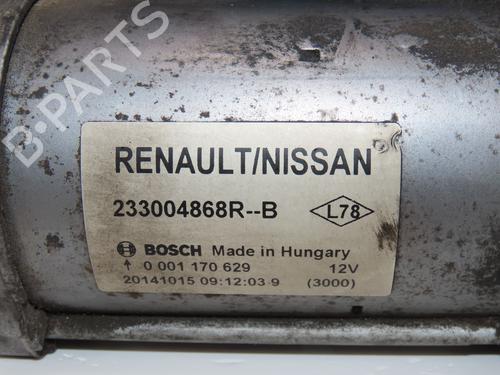 B-PARTS
RENAULT/NISSAN
233004868R--B L78
BOSCH Made in Hungary
↑ 0 001 170 629 12V
20141015 09:12:03 9 (3000)